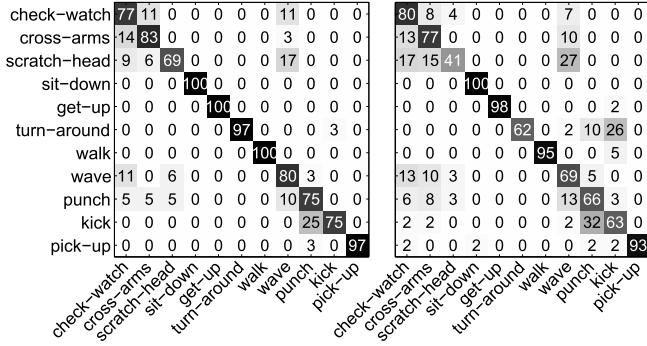 check-watch 77 11 0 0 0 0 0 11 0 0 0 80 8 4 0 0 0 0 7 0 0 0
cross-arms 14 83 0 0 0 0 0 3 0 0 0 13 77 0 0 0 0 0 10 0 0 0
scratch-head 9 6 69 0 0 0 0 17 0 0 0 17 15 41 0 0 0 0 27 0 0 0
sit-down 0 0 0 100 0 0 0 0 0 0 0 0 0 0 100 0 0 0 0 0 0 0
get-up 0 0 0 0 100 0 0 0 0 0 0 0 0 0 0 98 0 0 0 0 2 0
turn-around 0 0 0 0 0 97 0 0 0 3 0 0 0 0 0 0 62 0 2 10 26 0
walk 0 0 0 0 0 0 100 0 0 0 0 0 0 0 0 0 0 95 0 0 5 0
wave 11 0 6 0 0 0 0 80 3 0 0 13 10 3 0 0 0 0 69 5 0 0
punch 5 5 5 0 0 0 0 10 75 0 0 6 8 3 0 0 0 0 13 66 3 0
kick 0 0 0 0 0 0 0 0 25 75 0 2 2 0 0 0 0 0 2 32 63 0
pick-up 0 0 0 0 0 0 0 0 3 0 97 2 0 0 2 0 0 0 0 2 2 93
check-watch
cross-arms
scratch-head
sit-down
get-up
turn-around
walk
wave
punch
kick
pick-up
check-watch
cross-arms
scratch-head
sit-down
get-up
turn-around
walk
wave
punch
kick
pick-up